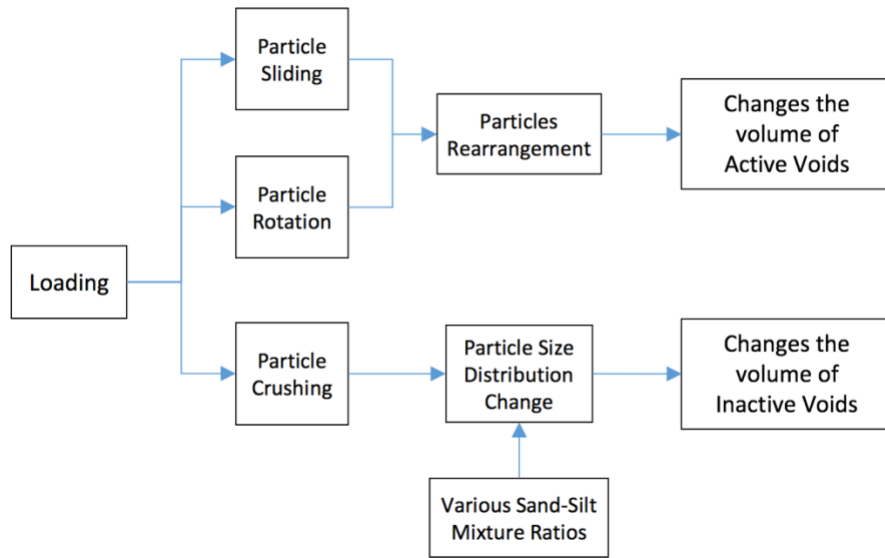 Particle
Sliding
Particles
Rearrangement
Changes the
volume of
Active Voids
Particle
Rotation
Loading
Particle
Crushing
Particle Size
Distribution
Change
Changes the
volume of
Inactive Voids
Various Sand-Silt
Mixture Ratios